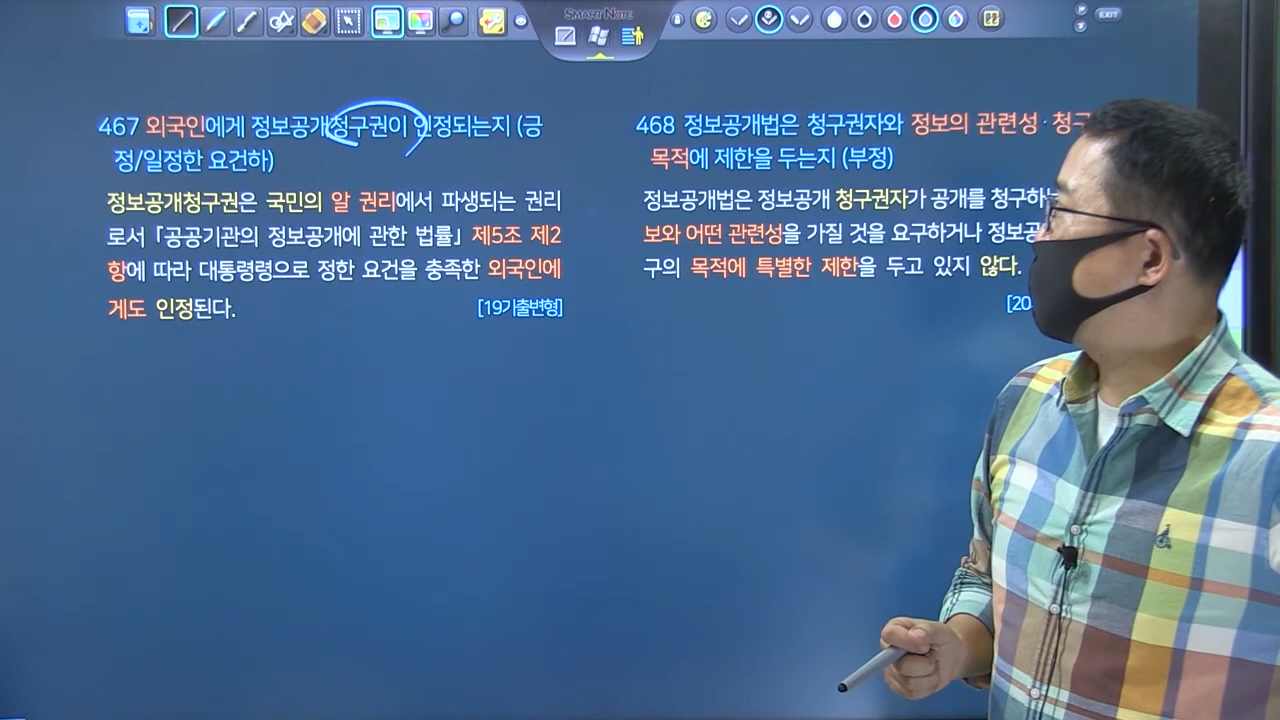 SMARTNOTE
EXIT
467 외국인에게 정보공개청구권이 인정되는지 (긍
정/일정한 요건하)
정보공개청구권은 국민의 알 권리에서 파생되는 권리
로서 「공공기관의 정보공개에 관한 법률」 제5조 제2
항에 따라 대통령령으로 정한 요건을 충족한 외국인에
게도 인정된다.
[19기출변형]
468 정보공개법은 청구권자와 정보의 관련성·청구
목적에 제한을 두는지 (부정)
정보공개법은 정보공개 청구권자가 공개를
보와 어떤 관련성을 가질 것을 요구하거나
구의 목적에 특별한 제한을 두고 있지 않다.
[20